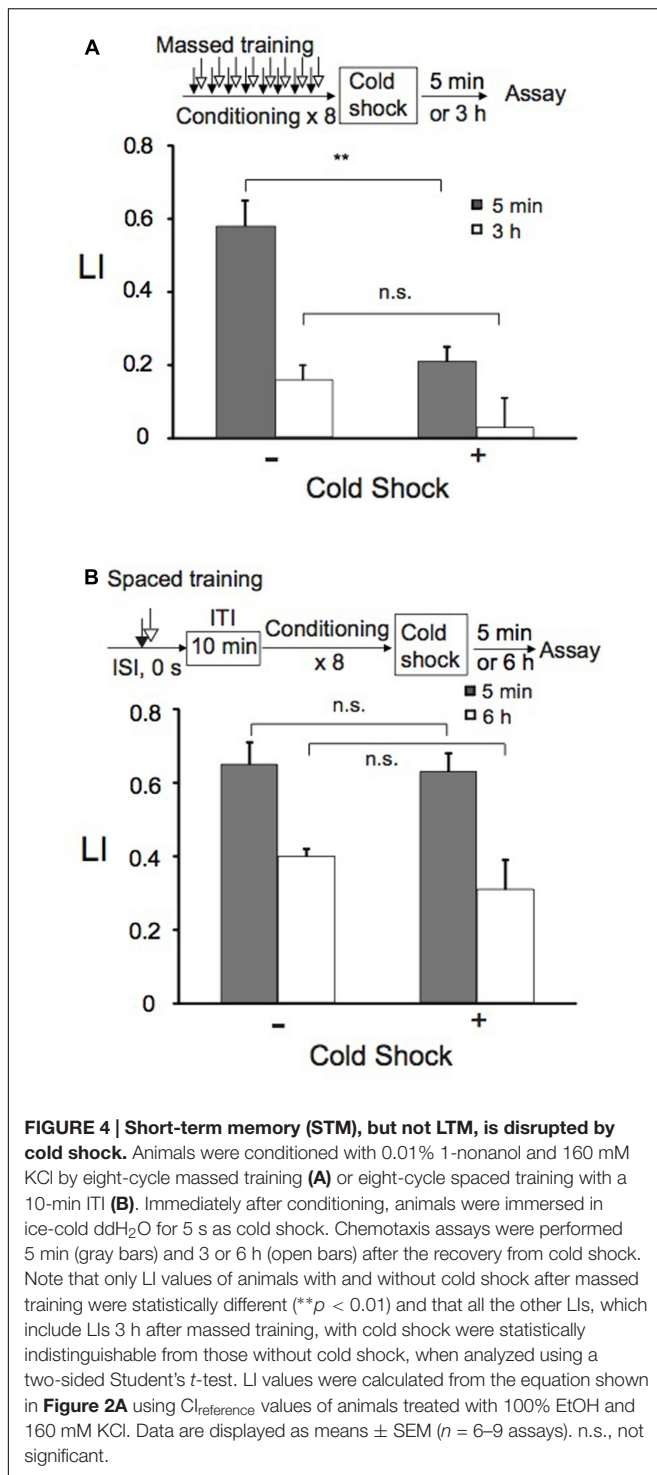 A
Massed training
Conditioning x 8
Cold shock
5 min or 3 h
Assay
0.8
0.6
0.4
0.2
0
LI
**
n.s.
5 min
3 h
-
+
Cold Shock
B Spaced training
ISI, 0 s
ITI
10 min
Conditioning
x 8
Cold shock
5 min or 6 h
Assay
5 min
6 h
0.8
0.6
0.4
0.2
0
LI
n.s.
n.s.
-
+
Cold Shock
FIGURE 4 | Short-term memory (STM), but not LTM, is disrupted by
cold shock. Animals were conditioned with 0.01% 1-nonanol and 160 mM
KCl by eight-cycle massed training (A) or eight-cycle spaced training with a
10-min ITI (B). Immediately after conditioning, animals were immersed in
ice-cold ddH₂O for 5 s as cold shock. Chemotaxis assays were performed
5 min (gray bars) and 3 or 6 h (open bars) after the recovery from cold shock.
Note that only LI values of animals with and without cold shock after massed
training were statistically different (**p < 0.01) and that all the other LIs, which
include LIs 3 h after massed training, with cold shock were statistically
indistinguishable from those without cold shock, when analyzed using a
two-sided Student's t-test. LI values were calculated from the equation shown
in Figure 2A using CIreference values of animals treated with 100% EtOH and
160 mM KCl. Data are displayed as means ± SEM (n = 6–9 assays). n.s., not
significant.